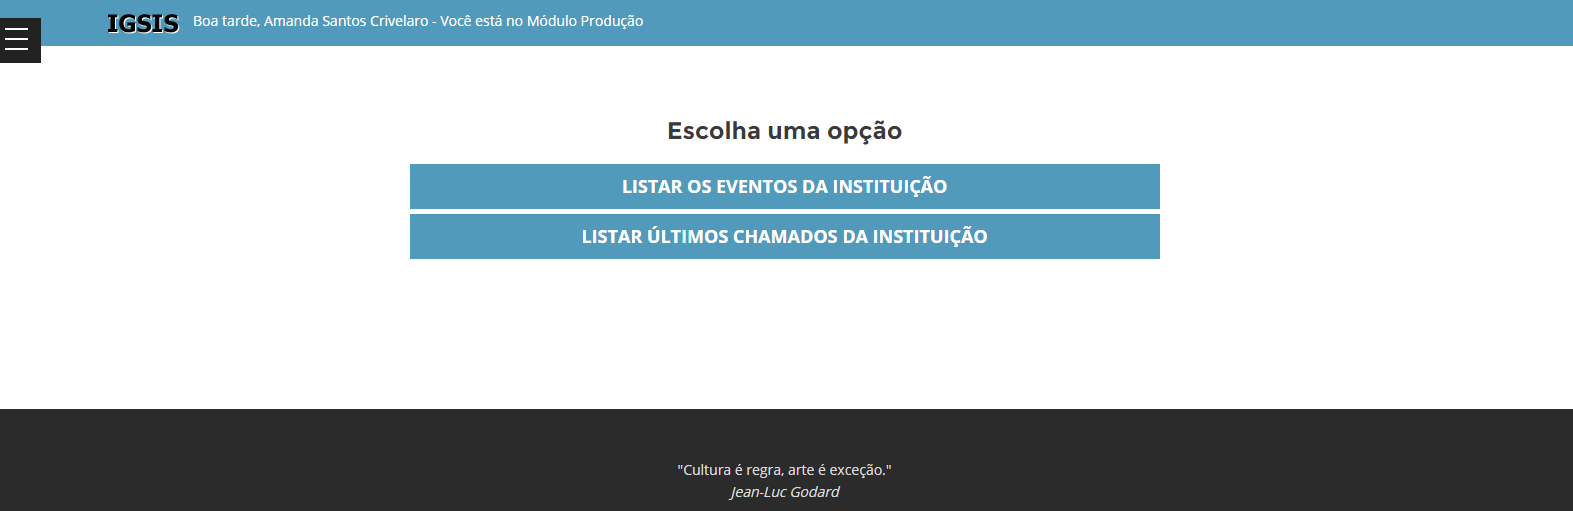 IGSIS Boa tarde, Amanda Santos Crivelaro - Você está no Módulo Produção
Escolha uma opção
LISTAR OS EVENTOS DA INSTITUIÇÃO
LISTAR ÚLTIMOS CHAMADOS DA INSTITUIÇÃO
"Cultura é regra, arte é exceção."
Jean-Luc Godard